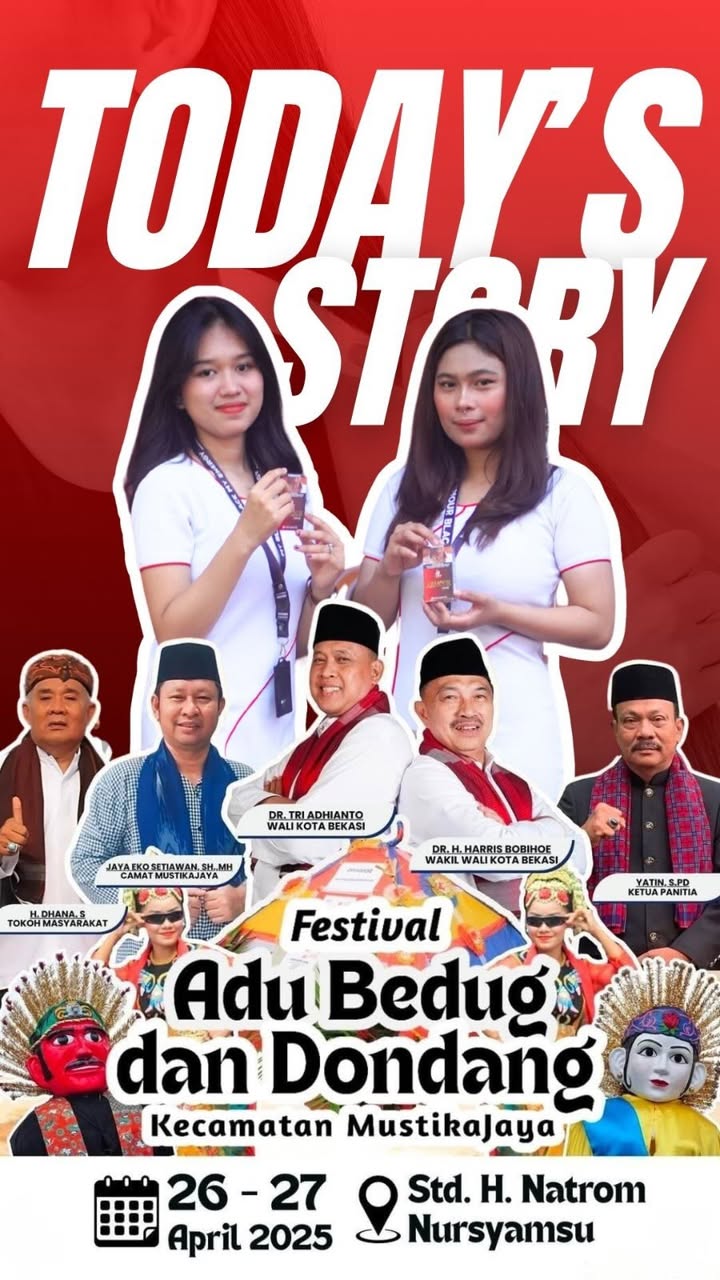 TODAY'S
STORY
DR. TRI ADHIANTO
WALI KOTA BEKASI
DR. H. HARRIS BOBIHOE
WAKIL WALI KOTA BEKASI
JAYA EKO SETIAWAN, SH.,MH
CAMAT MUSTIKAJAYA
YATIN, S.PD
KETUA PANITIA
H. DHANA. S
TOKOH MASYARAKAT
Festival
Adu Bedug
dan Dondang
Kecamatan MustikaJaya
26 - 27
April 2025
Std. H. Natrom
Nursyamsu